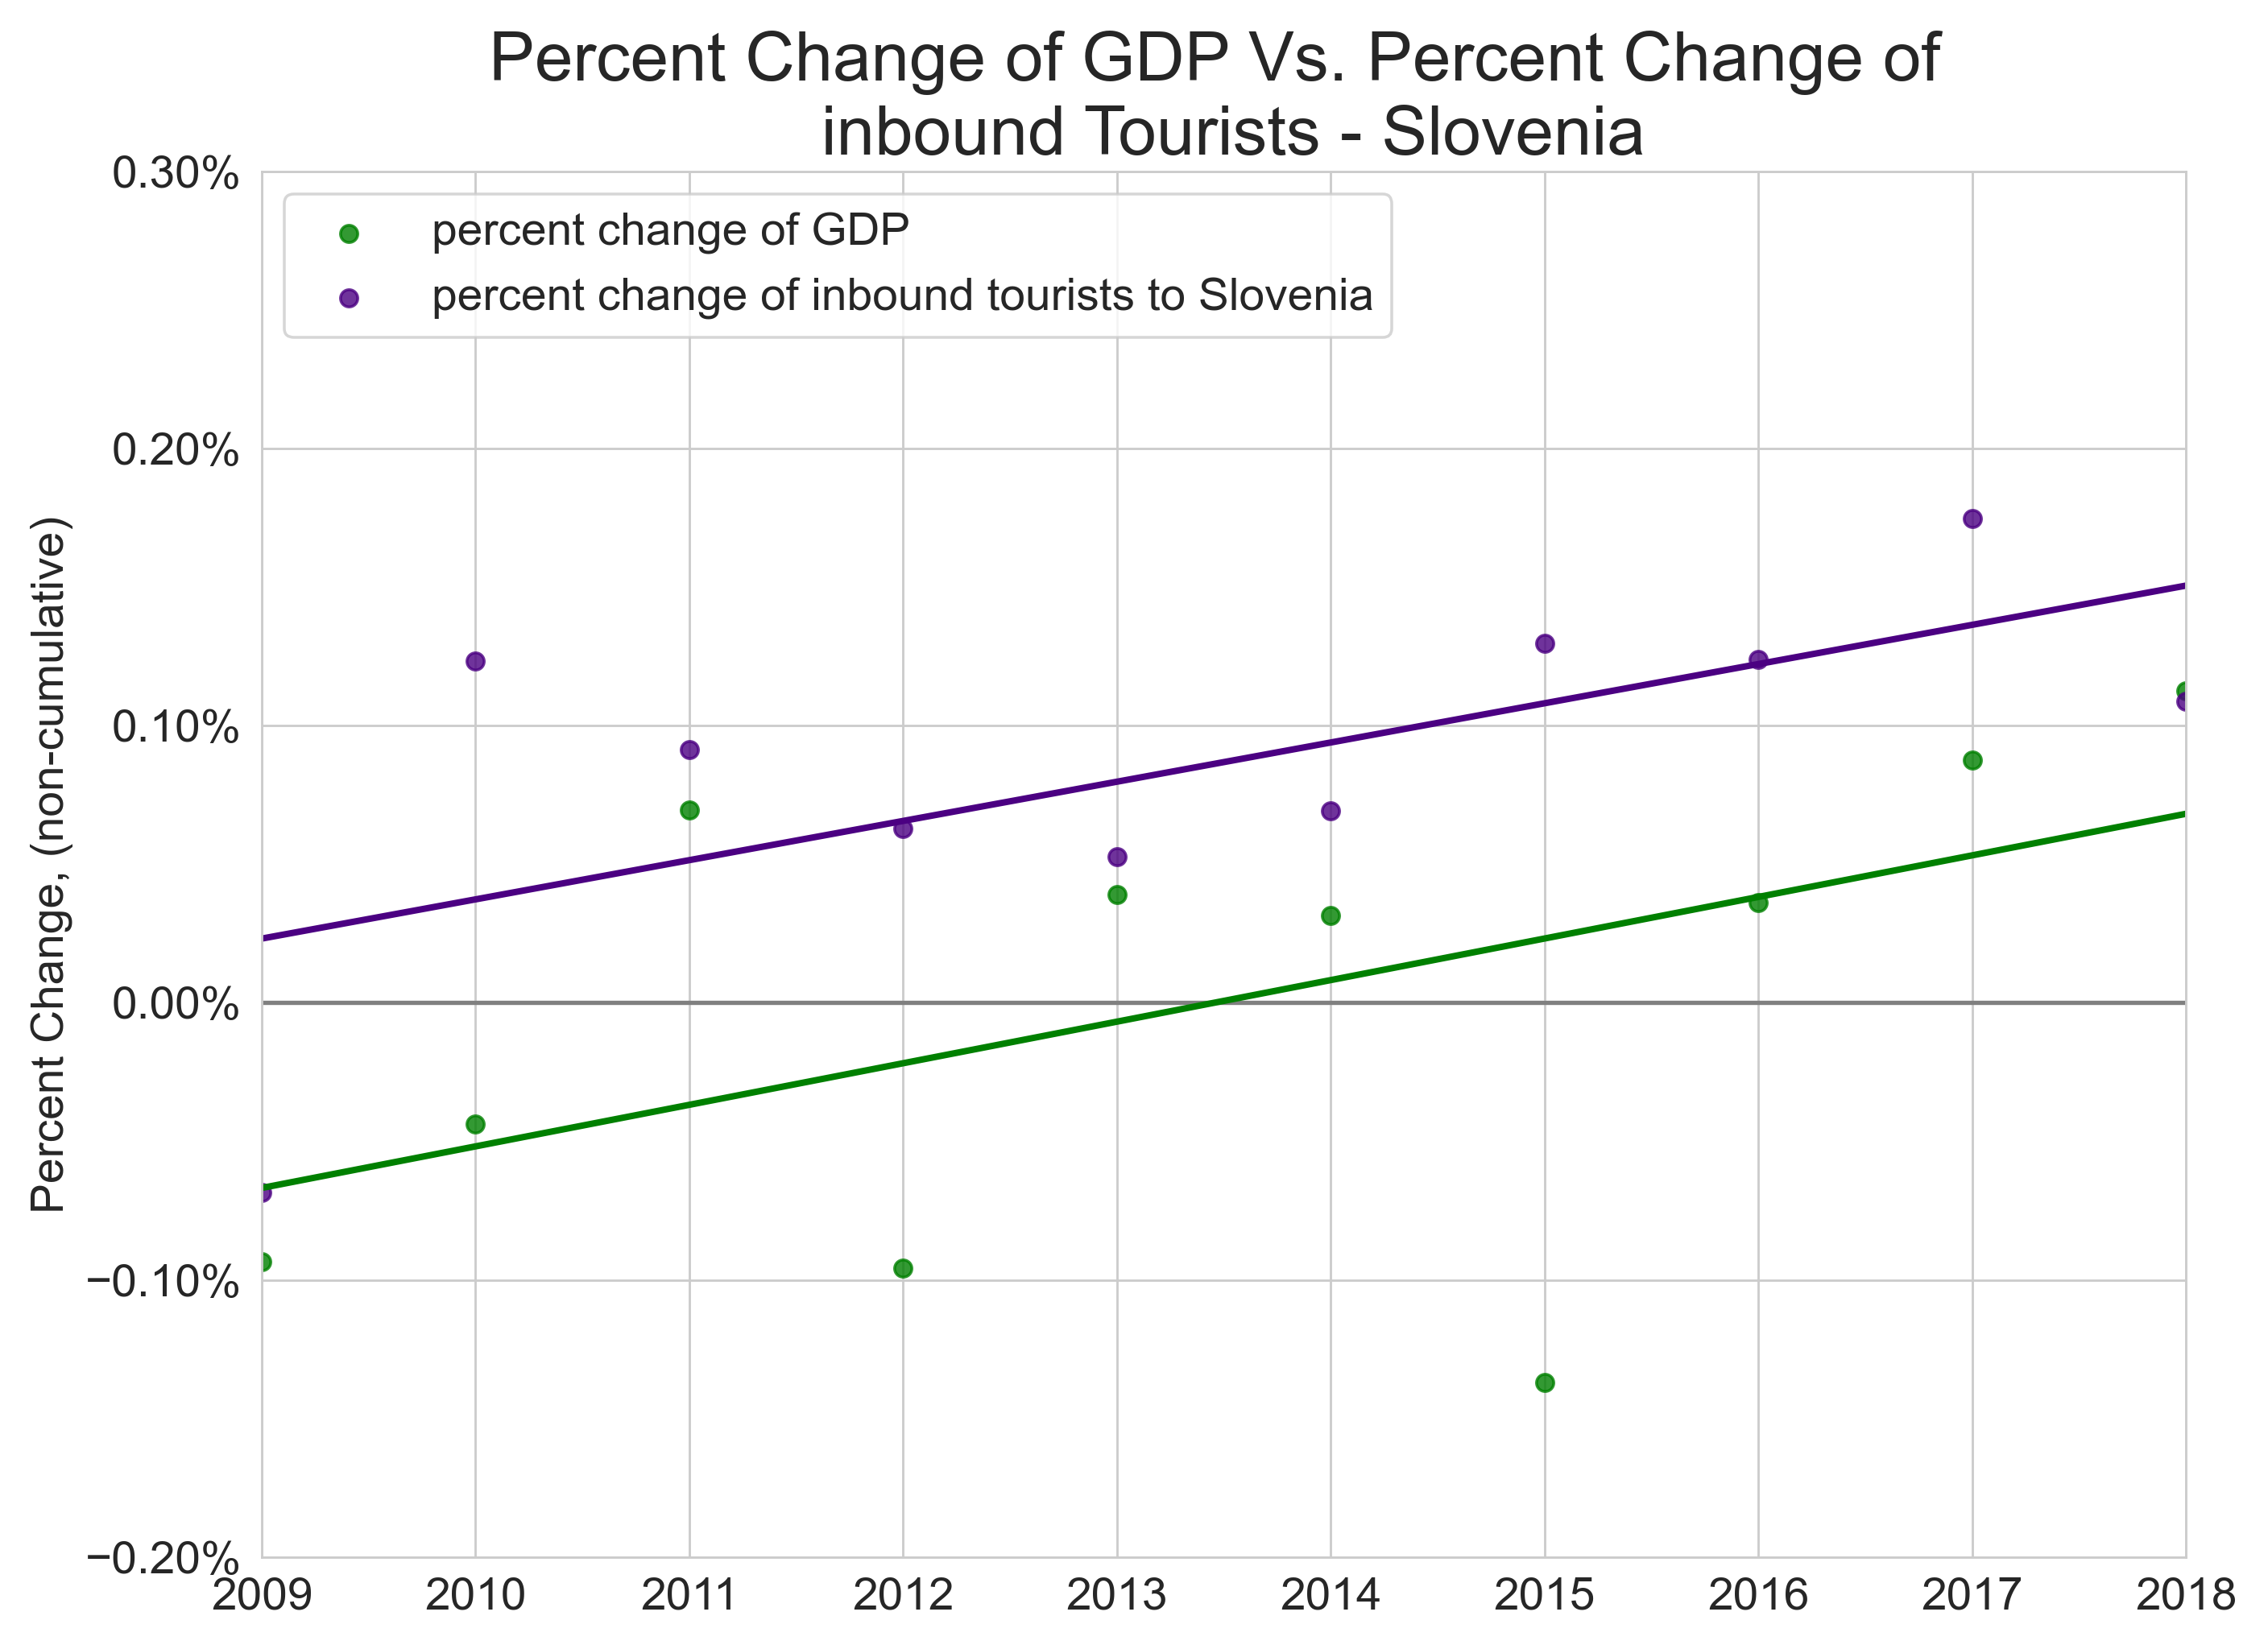 Percent Change of GDP Vs. Percent Change of
inbound Tourists - Slovenia
0.30%
percent change of GDP
percent change of inbound tourists to Slovenia
0.20%
0.10%
0.00%
−0.10%
−0.20%
Percent Change, (non-cumulative)
2009 2010 2011 2012 2013 2014 2015 2016 2017 2018